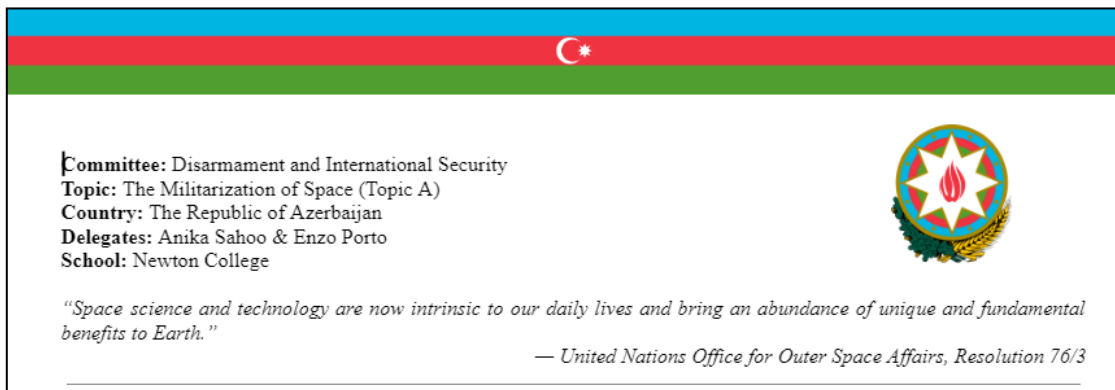 Committee: Disarmament and International Security
Topic: The Militarization of Space (Topic A)
Country: The Republic of Azerbaijan
Delegates: Anika Sahoo & Enzo Porto
School: Newton College
“Space science and technology are now intrinsic to our daily lives and bring an abundance of unique and fundamental
benefits to Earth.”
— United Nations Office for Outer Space Affairs, Resolution 76/3